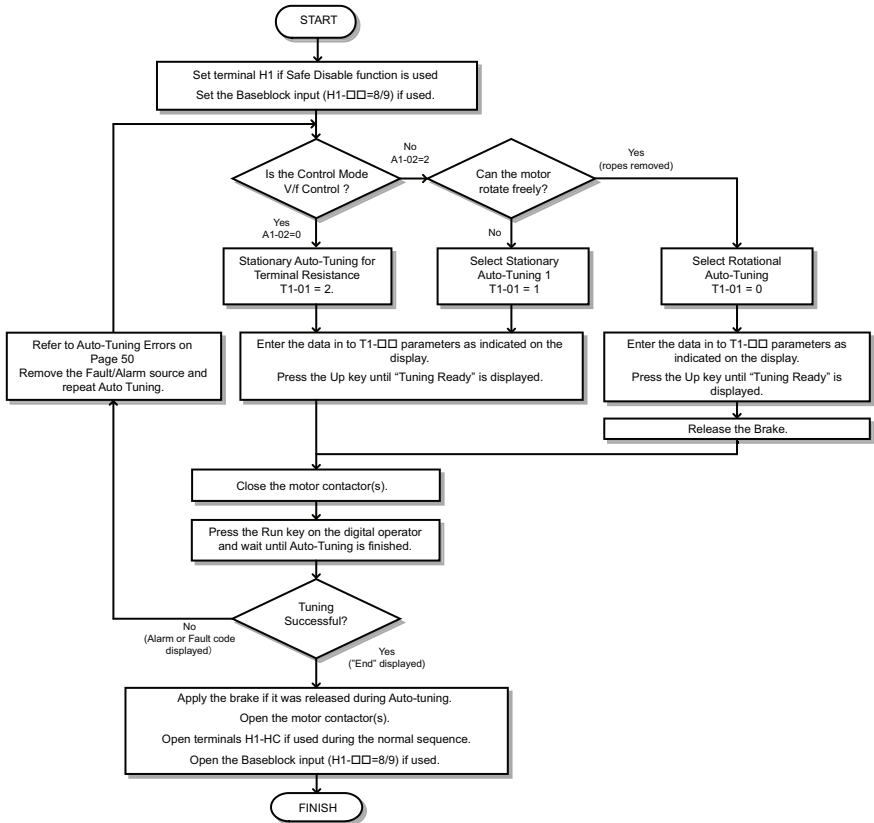 START
Set terminal H1 if Safe Disable function is used
Set the Baseblock input (H1-□□=8/9) if used.
Is the Control Mode
V/f Control ?
No
A1-02=2
Can the motor
rotate freely?
Yes
(ropes removed)
Yes
A1-02=0
No
Stationary Auto-Tuning for
Terminal Resistance
T1-01 = 2.
Select Stationary
Auto-Tuning 1
T1-01 = 1
Select Rotational
Auto-Tuning
T1-01 = 0
Refer to Auto-Tuning Errors on
Page 50
Remove the Fault/Alarm source and
repeat Auto Tuning.
Enter the data in to T1-□□ parameters as indicated on the
display.
Press the Up key until “Tuning Ready” is displayed.
Enter the data in to T1-□□ parameters as
indicated on the display.
Press the Up key until “Tuning Ready” is
displayed.
Release the Brake.
Close the motor contactor(s).
Press the Run key on the digital operator
and wait until Auto-Tuning is finished.
Tuning
Successful?
No
(Alarm or Fault code
displayed)
Yes
("End" displayed)
Apply the brake if it was released during Auto-tuning.
Open the motor contactor(s).
Open terminals H1-HC if used during the normal sequence.
Open the Baseblock input (H1-□□=8/9) if used.
FINISH